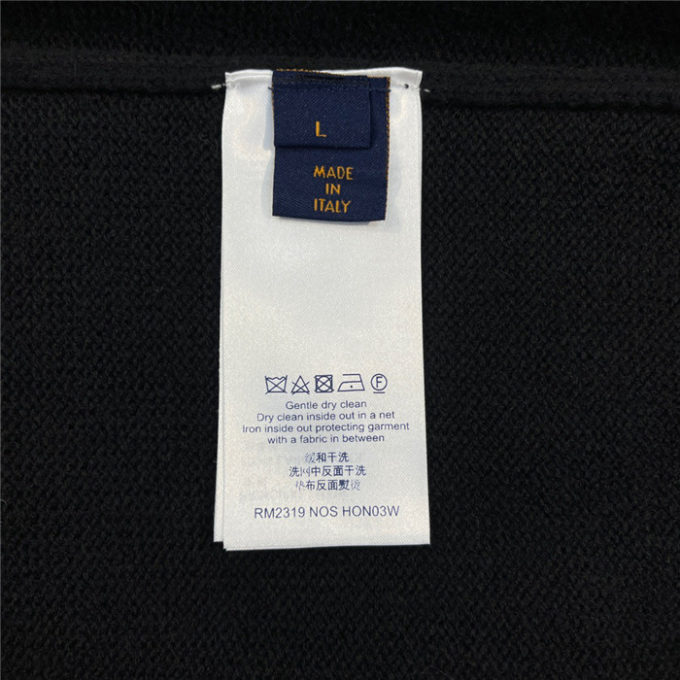 L
MADE
IN
ITALY
F
Gentle dry clean
Dry clean inside out in a net
Iron inside out protecting garment
with a fabric in between
缓和干洗
洗网中反面干洗
垫布反面熨烫
RM2319 NOS HON03W